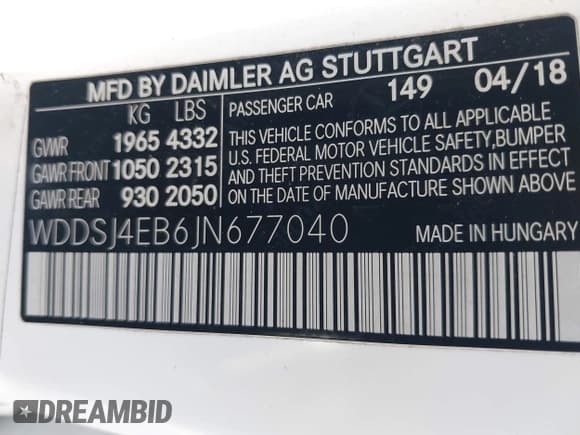 MFD BY DAIMLER AG STUTTGART
KG LBS PASSENGER CAR 149 04/18
GVWR 1965 4332
GAWR FRONT 1050 2315
GAWR REAR 930 2050
THIS VEHICLE CONFORMS TO ALL APPLICABLE
U.S. FEDERAL MOTOR VEHICLE SAFETY,BUMPER
AND THEFT PREVENTION STANDARDS IN EFFECT
ON THE DATE OF MANUFACTURE SHOWN ABOVE
WDDSJ4EB6JN677040 MADE IN HUNGARY
DREAMBID